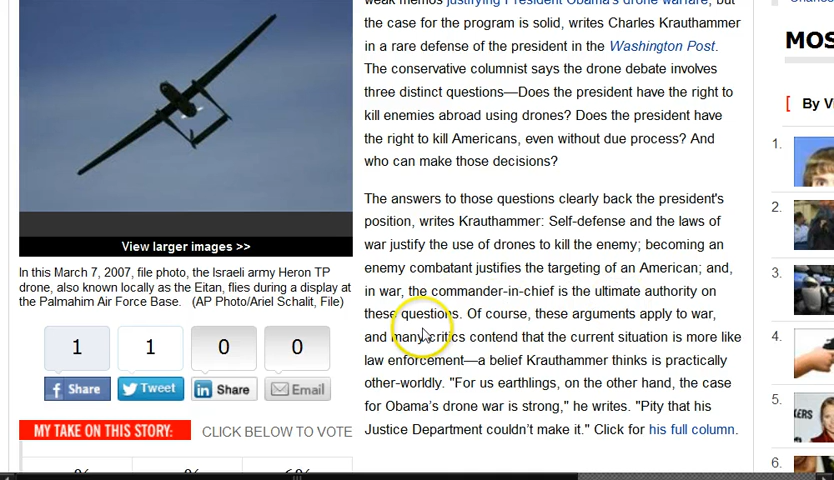 weak memos justifying President Obama's drone warfare, but
the case for the program is solid, writes Charles Krauthammer
in a rare defense of the president in the Washington Post.
The conservative columnist says the drone debate involves
three distinct questions—Does the president have the right to
kill enemies abroad using drones? Does the president have
the right to kill Americans, even without due process? And
who can make those decisions?
The answers to those questions clearly back the president's
position, writes Krauthammer: Self-defense and the laws of
war justify the use of drones to kill the enemy; becoming an
enemy combatant justifies the targeting of an American; and,
in war, the commander-in-chief is the ultimate authority on
these questions. Of course, these arguments apply to war,
and many critics contend that the current situation is more like
law enforcement—a belief Krauthammer thinks is practically
other-worldly. "For us earthlings, on the other hand, the case
for Obama's drone war is strong," he writes. "Pity that his
Justice Department couldn't make it." Click for his full column.
View larger images >>
In this March 7, 2007, file photo, the Israeli army Heron TP
drone, also known locally as the Eitan, flies during a display at
the Palmahim Air Force Base. (AP Photo/Ariel Schalit, File)
1 1 0 0
f Share Tweet in Share Email
MY TAKE ON THIS STORY: CLICK BELOW TO VOTE
MOS
[ By Vi
1.
2.
3.
4.
5.
6.